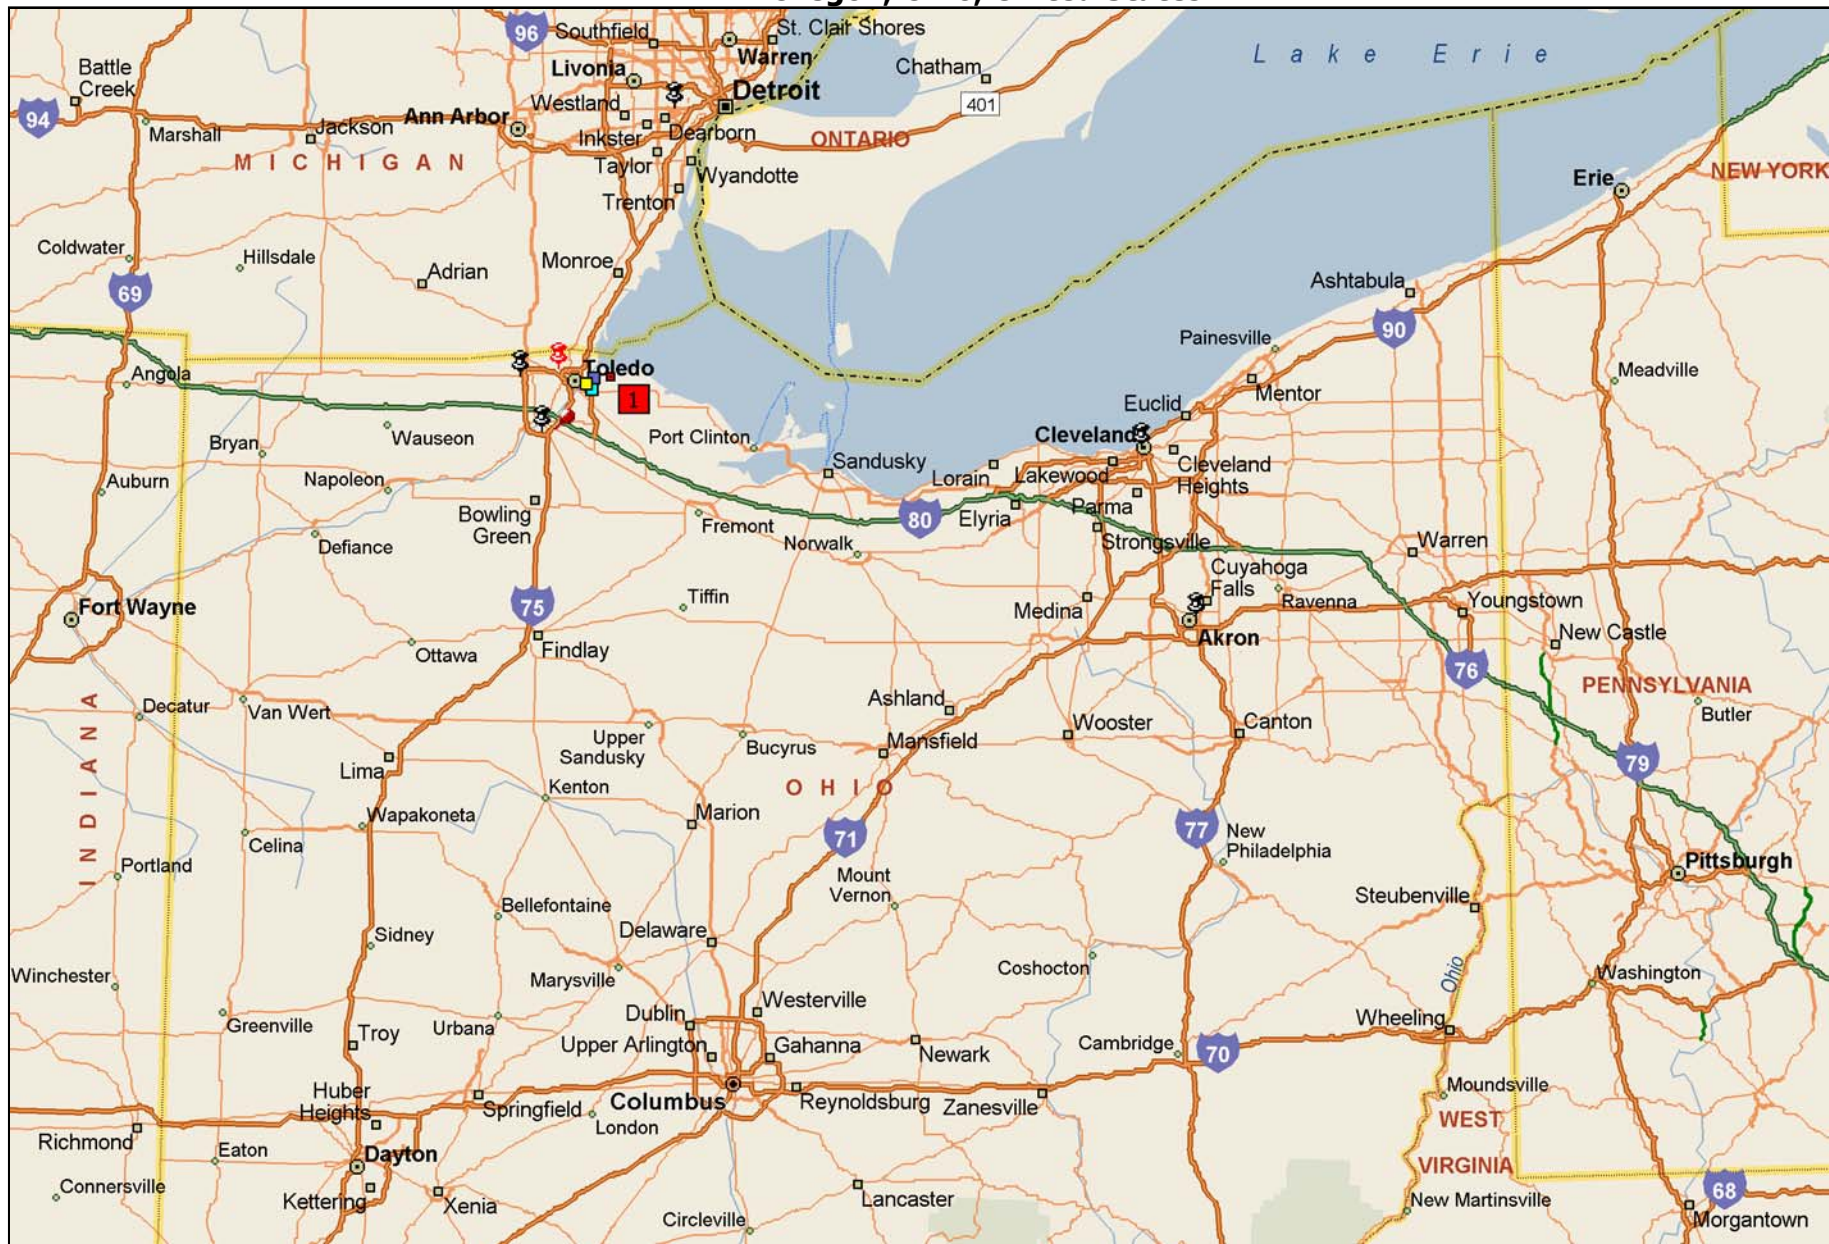 96
Southfield
St. Clair Shores
Warren
Livonia
Detroit
Battle
Creek
Chatham
Lake Erie
94
Marshall
Jackson
Ann Arbor
Westland
401
Inkster
Dearborn
ONTARIO
MICHIGAN
Taylor
Wyandotte
Trenton
Erie
NEW YORK
Coldwater
Hillsdale
Adrian
Monroe
69
Ashtabula
90
Painesville
Angola
Toledo
1
Meadville
Mentor
Euclid
Bryan
Wauseon
Port Clinton
Cleveland
Auburn
Napoleon
Sandusky
Lorain
Lakewood
Cleveland
Heights
Bowling
Green
Fremont
80
Elyria
Parma
Defiance
Norwalk
Strongsville
Warren
Fort Wayne
75
Tiffin
Medina
Cuyahoga
Falls
Ravenna
Youngstown
Akron
New Castle
Findlay
Ottawa
76
PENNSYLVANIA
INDIANA
Decatur
Van Wert
Ashland
Butler
Upper
Sandusky
Bucyrus
Mansfield
Wooster
Canton
Lima
79
Kenton
OHIO
Wapakoneta
Marion
71
77
New
Philadelphia
Celina
Portland
Mount
Vernon
Pittsburgh
Steubenville
Bellefontaine
Sidney
Delaware
Coshocton
Winchester
Marysville
Ohio
Washington
Westerville
Dublin
Greenville
Troy
Urbana
Wheeling
Upper Arlington
Gahanna
Newark
Cambridge
70
Huber
Heights
Springfield
Columbus
Reynoldsburg
Zanesville
Moundsville
London
WEST
VIRGINIA
Richmond
Eaton
Dayton
Connersville
Kettering
Xenia
Lancaster
New Martinsville
68
Circleville
Morgantown